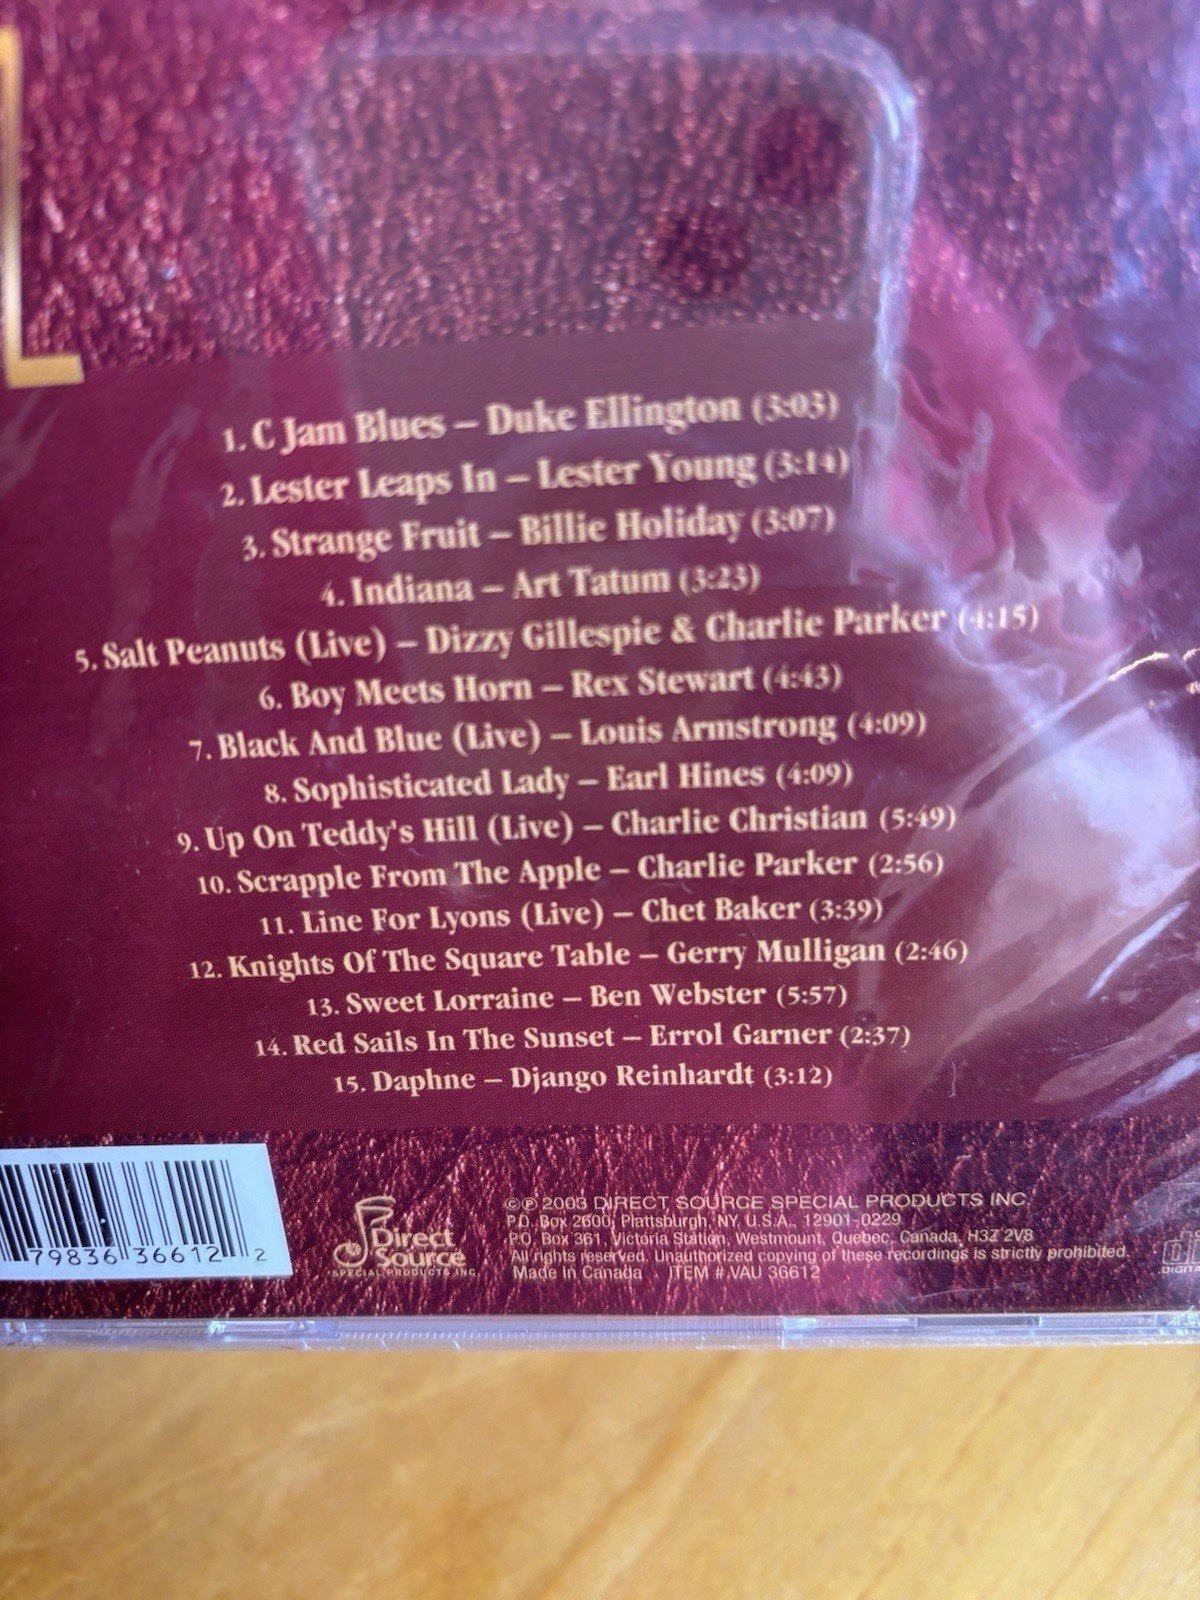 1. C Jam Blues – Duke Ellington (3:03)
2. Lester Leaps In – Lester Young (3:14)
3. Strange Fruit – Billie Holiday (3:07)
4. Indiana – Art Tatum (3:23)
5. Salt Peanuts (Live) – Dizzy Gillespie & Charlie Parker (4:15)
6. Boy Meets Horn – Rex Stewart (4:43)
7. Black And Blue (Live) – Louis Armstrong (4:09)
8. Sophisticated Lady – Earl Hines (4:09)
9. Up On Teddy's Hill (Live) – Charlie Christian (5:49)
10. Scrapple From The Apple – Charlie Parker (2:56)
11. Line For Lyons (Live) – Chet Baker (3:39)
12. Knights Of The Square Table – Gerry Mulligan (2:46)
13. Sweet Lorraine – Ben Webster (5:57)
14. Red Sails In The Sunset – Errol Garner (2:37)
15. Daphne – Django Reinhardt (3:12)
79836 36612 2
Direct
Source
SPECIAL PRODUCTS INC.
©℗ 2003 DIRECT SOURCE SPECIAL PRODUCTS INC.
P.O. Box 2600, Plattsburgh, NY, U.S.A., 12901-0229
P.O. Box 361, Victoria Station, Westmount, Quebec, Canada, H3Z 2V8
All rights reserved. Unauthorized copying of these recordings is strictly prohibited.
Made In Canada ITEM # VAU 36612